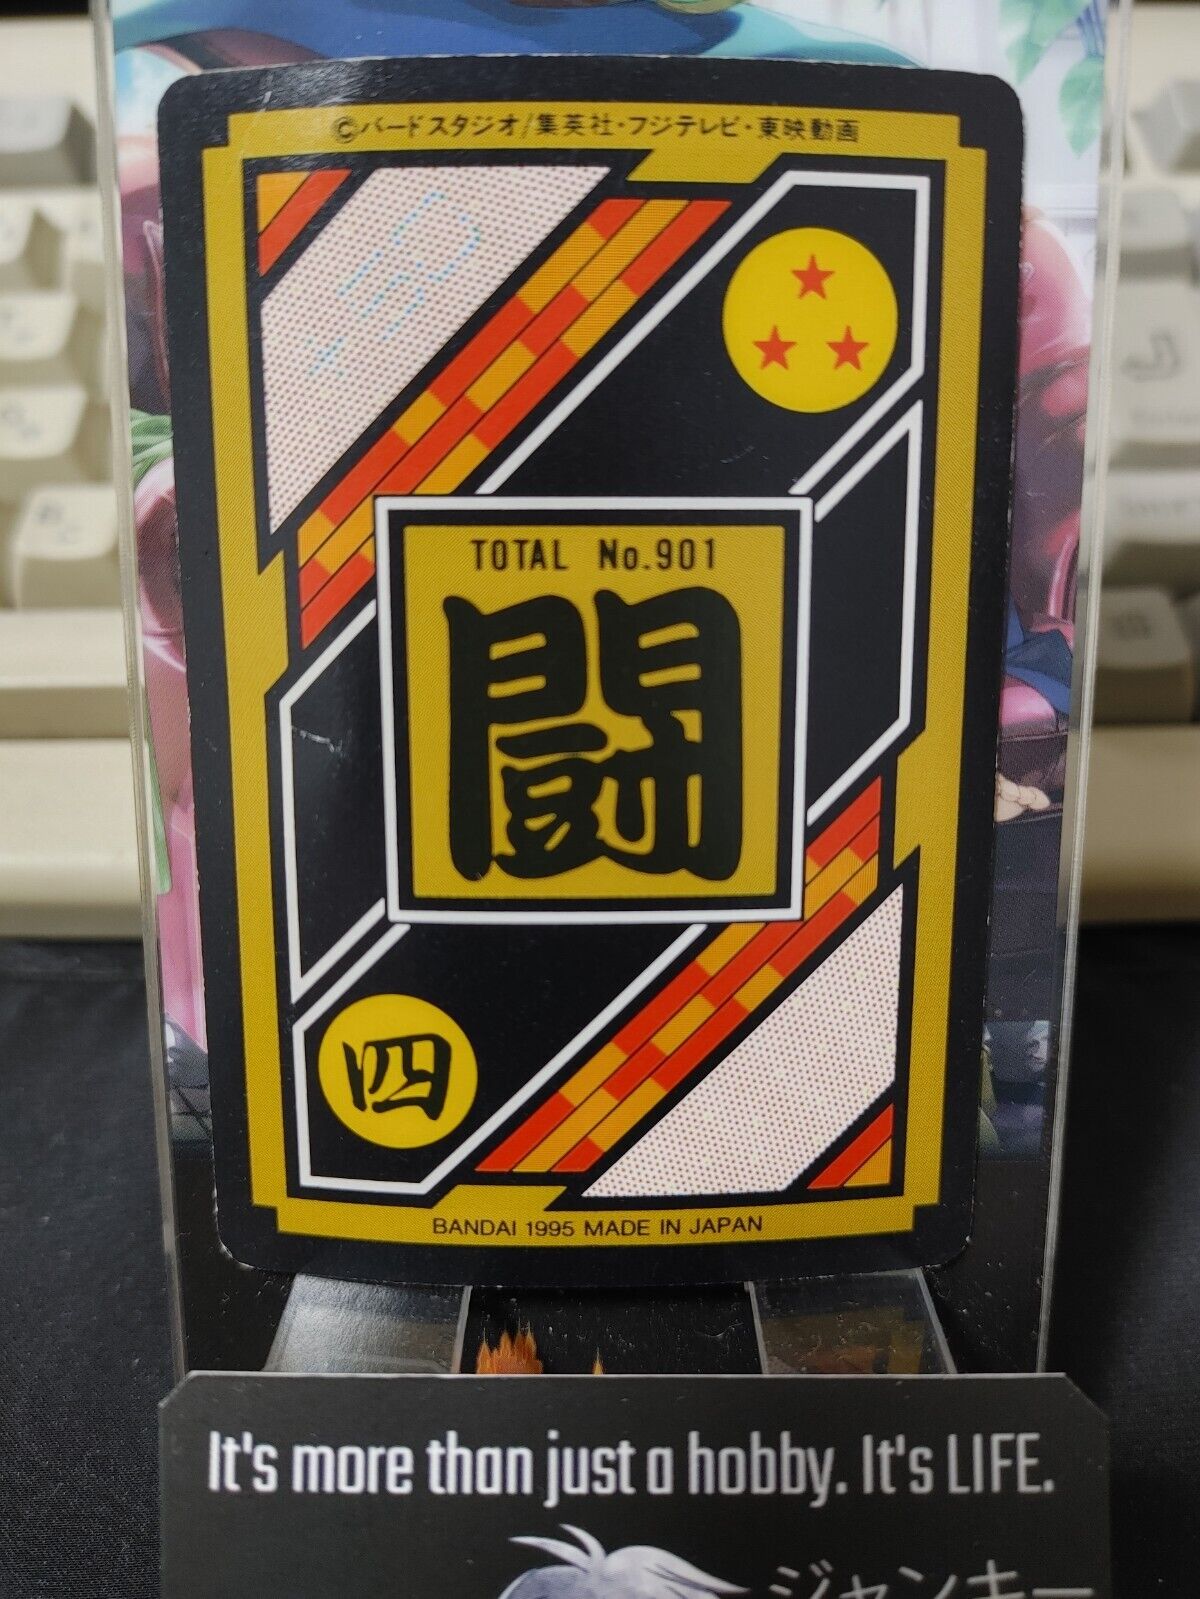 ©バードスタジオ/集英社・フジテレビ・東映動画
TOTAL No.901
闘
四
BANDAI 1995 MADE IN JAPAN
It's more than just a hobby. It's LIFE.
ジャンキー